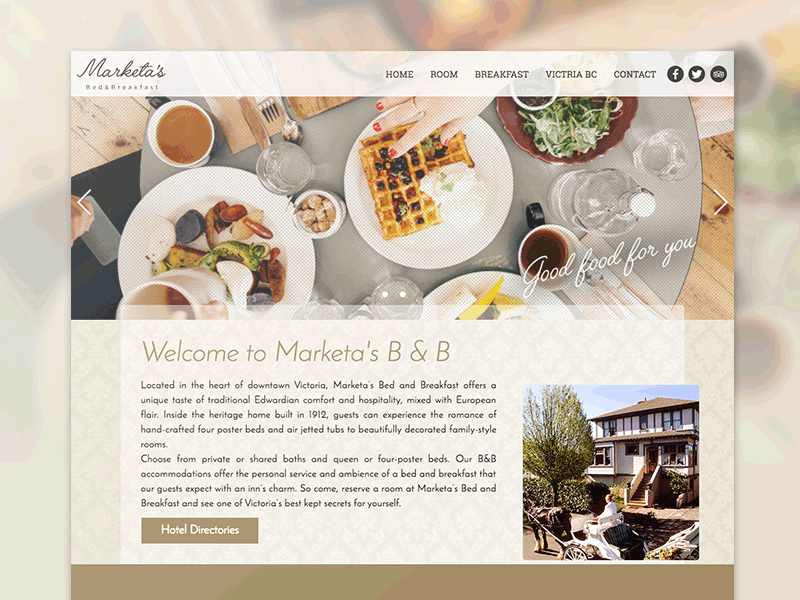 Marketa's
Bed&Breakfast
HOME ROOM BREAKFAST VICTRIA BC CONTACT
Good food for you
Welcome to Marketa's B & B
Located in the heart of downtown Victoria, Marketa's Bed and Breakfast offers a
unique taste of traditional Edwardian comfort and hospitality, mixed with European
flair. Inside the heritage home built in 1912, guests can experience the romance of
hand-crafted four poster beds and air jetted tubs to beautifully decorated family-style
rooms.
Choose from private or shared baths and queen or four-poster beds. Our B&B
accommodations offer the personal service and ambience of a bed and breakfast that
our guests expect with an inn's charm. So come, reserve a room at Marketa's Bed and
Breakfast and see one of Victoria's best kept secrets for yourself.
Hotel Directories